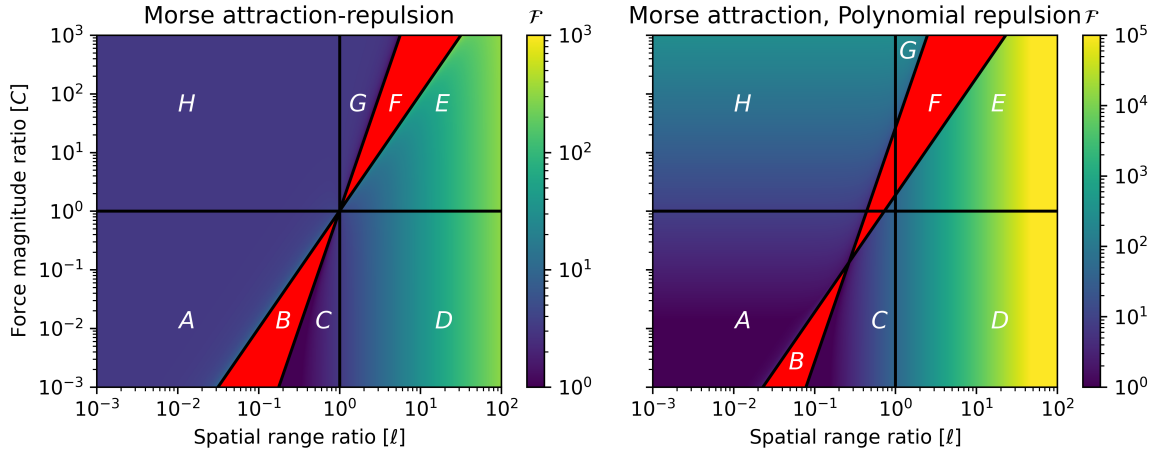 Morse attraction-repulsion
𝓕
Force magnitude ratio [C]
10³
10²
10¹
10⁰
10⁻¹
10⁻²
10⁻³
H
G
F
E
A
B
C
D
10⁻³ 10⁻² 10⁻¹ 10⁰ 10¹ 10²
Spatial range ratio [ℓ]
10³
10²
10¹
10⁰
Morse attraction, Polynomial repulsion
𝓕
H
G
F
E
A
B
C
D
10⁻³ 10⁻² 10⁻¹ 10⁰ 10¹ 10²
Spatial range ratio [ℓ]
10⁵
10⁴
10³
10²
10¹
10⁰